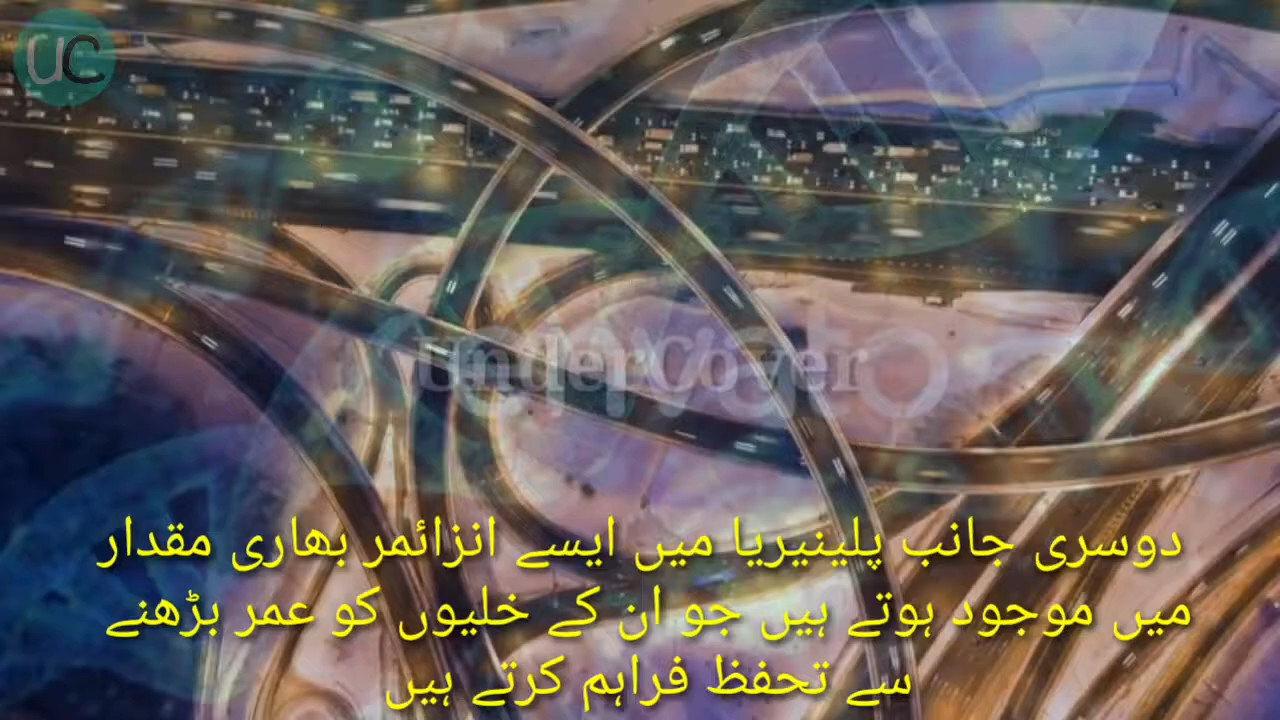 UC
UnderCover
envato
دوسری جانب پلینیریا میں ایسے انزائمر بھاری مقدار
میں موجود ہوتے ہیں جو ان کے خلیوں کو عمر بڑھنے
سے تحفظ فراہم کرتے ہیں